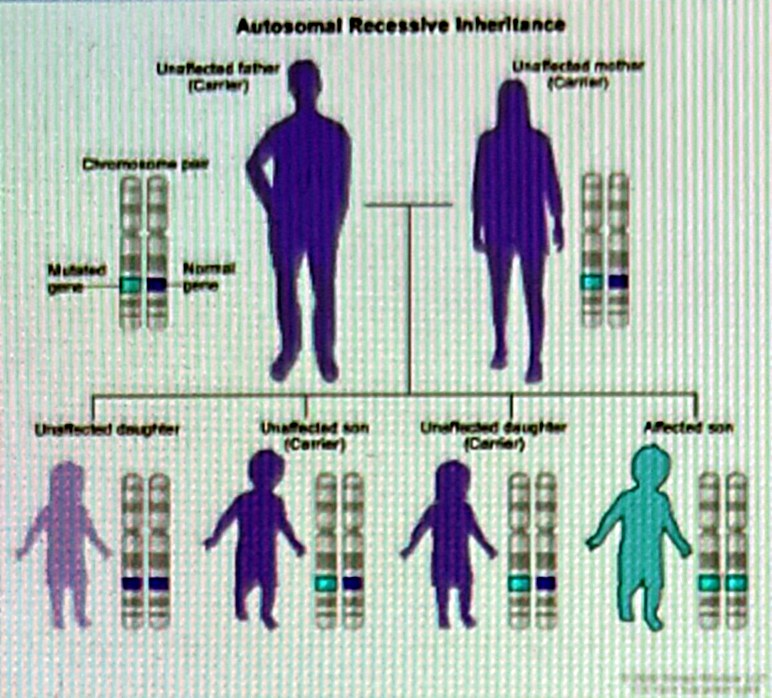 Autosomal Recessive Inheritance
Unaffected father
(Carrier)
Unaffected mother
(Carrier)
Chromosome pair
Mutated
gene
Normal
gene
Unaffected daughter
Unaffected son
(Carrier)
Unaffected daughter
(Carrier)
Affected son